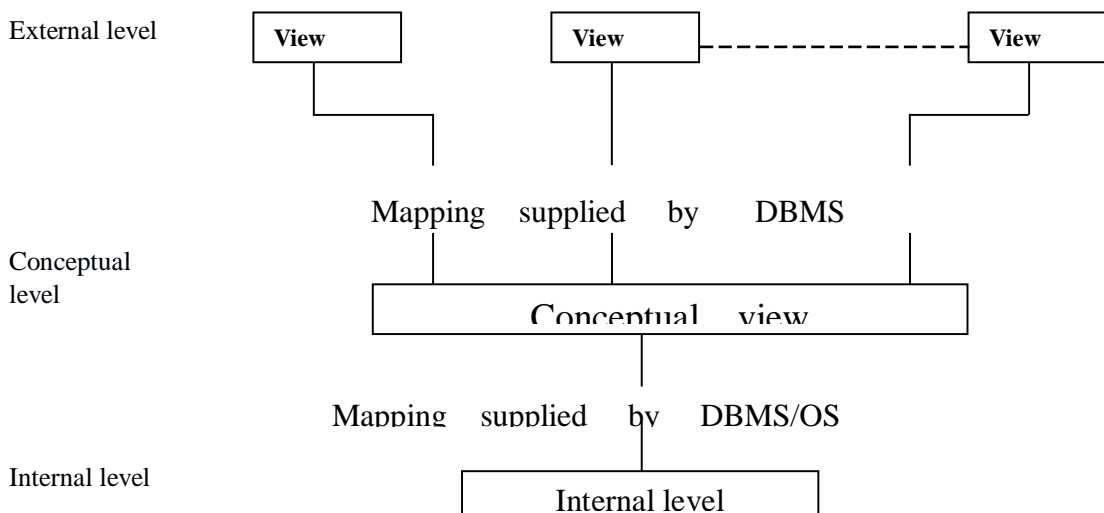 External level
View View View
Mapping supplied by DBMS
Conceptual
level
Conceptual view
Mapping supplied by DBMS/OS
Internal level
Internal level